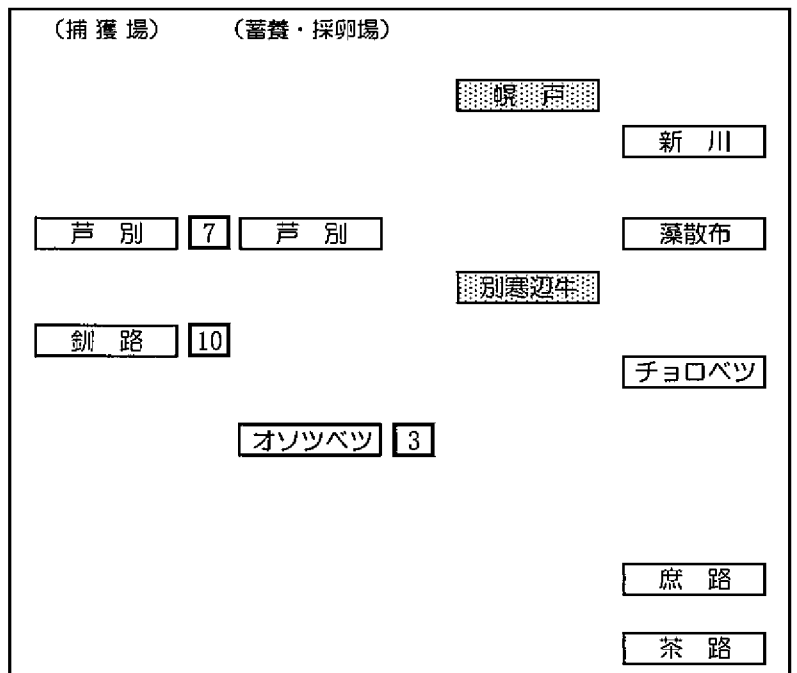 (捕獲場) (蓄養・採卵場)
幌戸
新川
芦別 7 芦別 藻散布
別寒辺牛
釧路 10
チョロベツ
オソツベツ 3
庶路
茶路